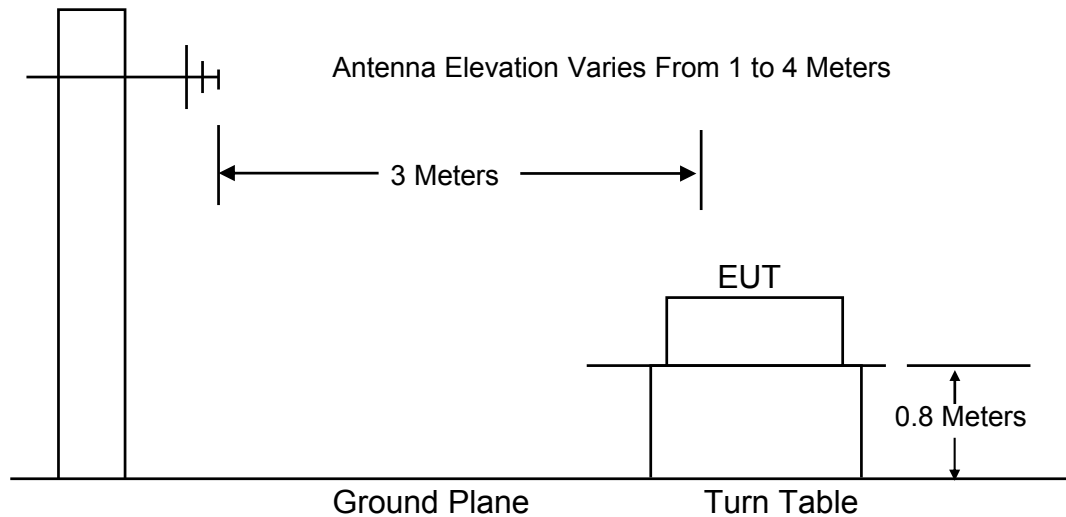 Antenna Elevation Varies From 1 to 4 Meters
3 Meters
EUT
0.8 Meters
Ground Plane
Turn Table